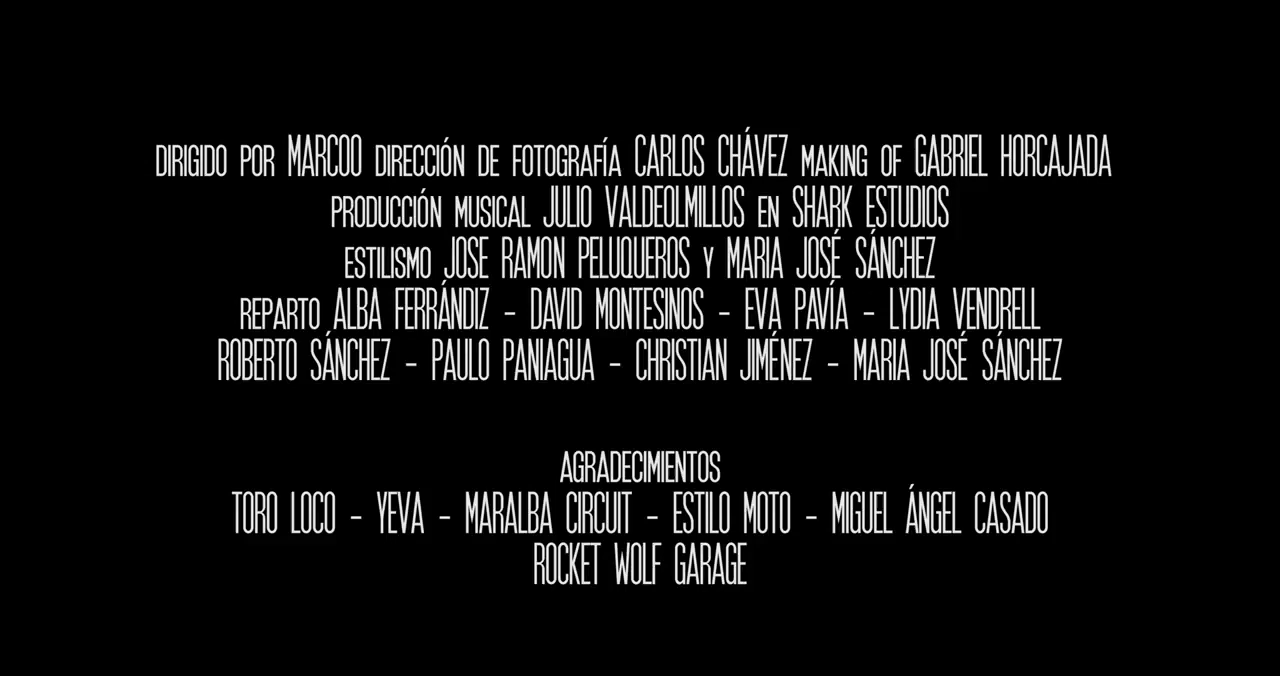 DIRIGIDO POR MARCOO DIRECCIÓN DE FOTOGRAFÍA CARLOS CHÁVEZ MAKING OF GABRIEL HORCAJADA
PRODUCCIÓN MUSICAL JULIO VALDEOLMILLOS EN SHARK ESTUDIOS
ESTILISMO JOSE RAMON PELUQUEROS Y MARIA JOSÉ SÁNCHEZ
REPARTO ALBA FERRÁNDIZ - DAVID MONTESINOS - EVA PAVÍA - LYDIA VENDRELL
ROBERTO SÁNCHEZ - PAULO PANIAGUA - CHRISTIAN JIMÉNEZ - MARIA JOSÉ SÁNCHEZ
AGRADECIMIENTOS
TORO LOCO - YEVA - MARALBA CIRCUIT - ESTILO MOTO - MIGUEL ÁNGEL CASADO
ROCKET WOLF GARAGE